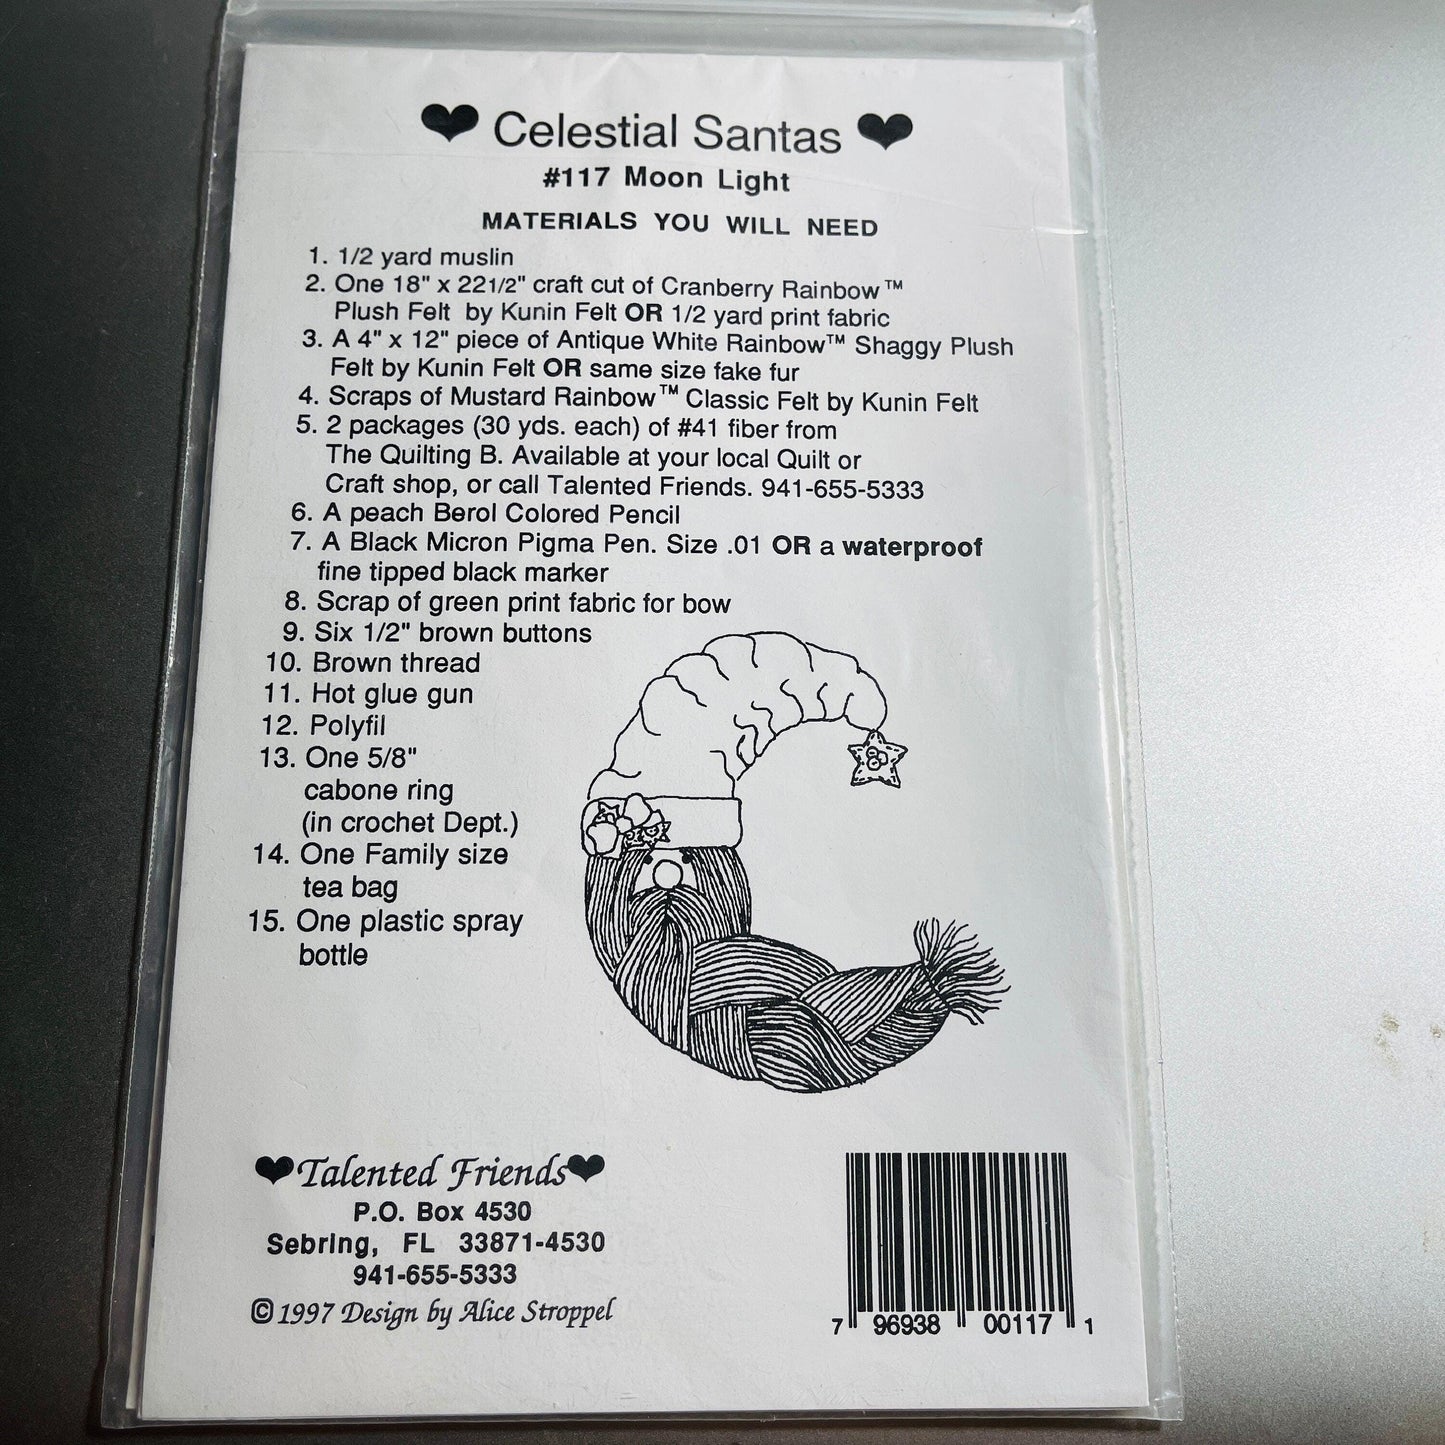 ♥ Celestial Santas ♥
#117 Moon Light
MATERIALS YOU WILL NEED
1. 1/2 yard muslin
2. One 18" x 221/2" craft cut of Cranberry Rainbow™
Plush Felt by Kunin Felt OR 1/2 yard print fabric
3. A 4" x 12" piece of Antique White Rainbow™ Shaggy Plush
Felt by Kunin Felt OR same size fake fur
4. Scraps of Mustard Rainbow™ Classic Felt by Kunin Felt
5. 2 packages (30 yds. each) of #41 fiber from
The Quilting B. Available at your local Quilt or
Craft shop, or call Talented Friends. 941-655-5333
6. A peach Berol Colored Pencil
7. A Black Micron Pigma Pen. Size .01 OR a waterproof
fine tipped black marker
8. Scrap of green print fabric for bow
9. Six 1/2" brown buttons
10. Brown thread
11. Hot glue gun
12. Polyfil
13. One 5/8"
cabone ring
(in crochet Dept.)
14. One Family size
tea bag
15. One plastic spray
bottle
♥Talented Friends♥
P.O. Box 4530
Sebring, FL 33871-4530
941-655-5333
©1997 Design by Alice Stroppel
7 96938 00117 1